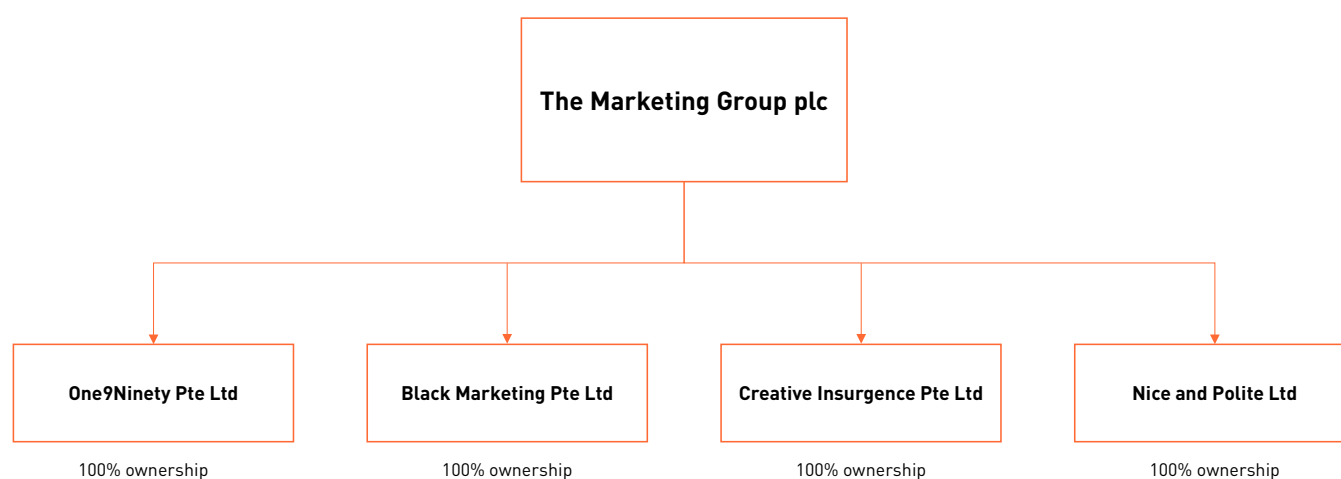 The Marketing Group plc
One9Ninety Pte Ltd
Black Marketing Pte Ltd
Creative Insurgence Pte Ltd
Nice and Polite Ltd
100% ownership
100% ownership
100% ownership
100% ownership